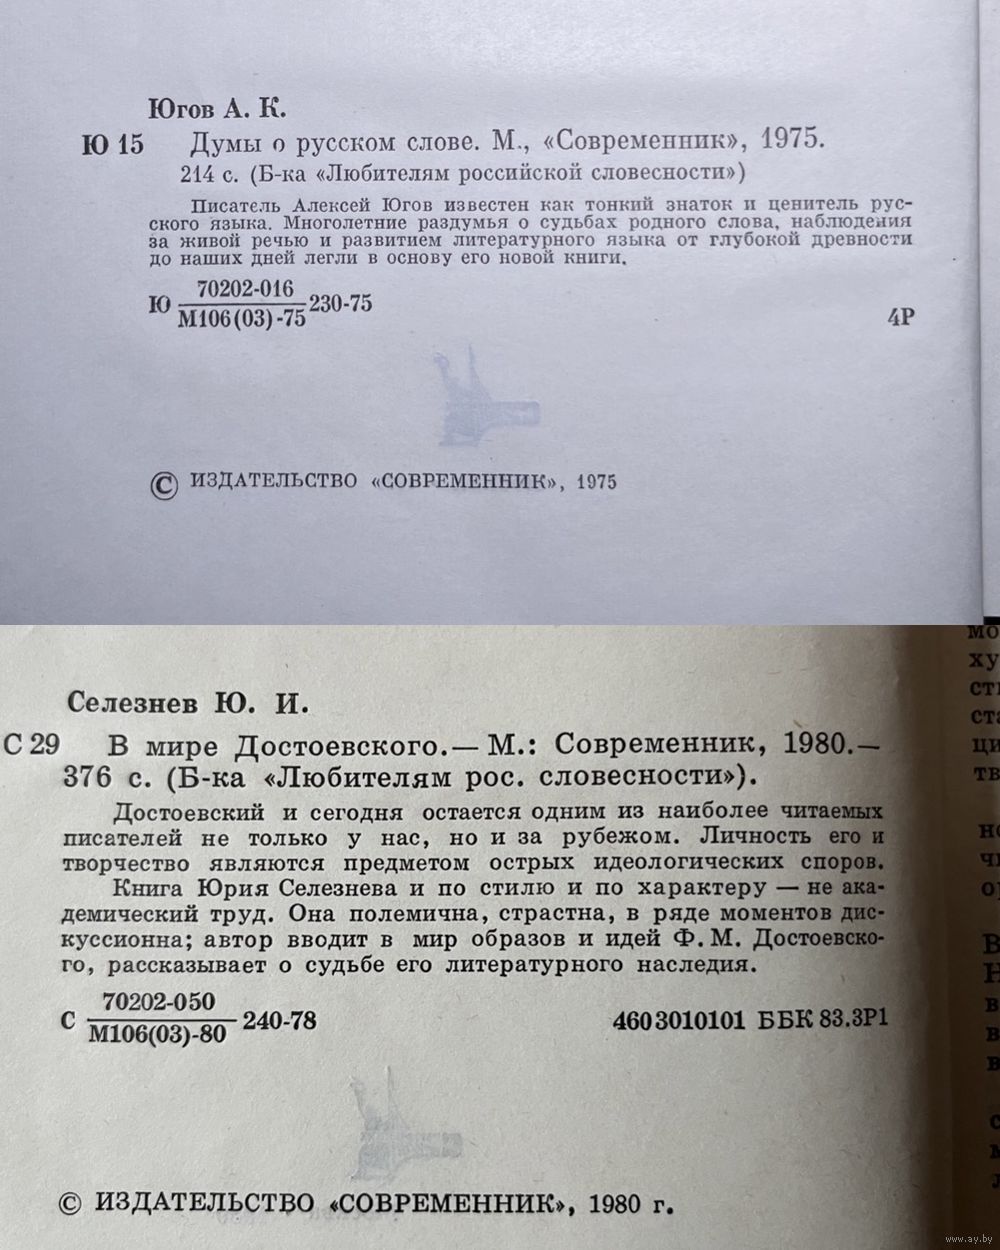 Югов А. К.
Ю 15 Думы о русском слове. М., «Современник», 1975.
214 с. (Б-ка «Любителям российской словесности»)
Писатель Алексей Югов известен как тонкий знаток и ценитель рус-
ского языка. Многолетние раздумья о судьбах родного слова, наблюдения
за живой речью и развитием литературного языка от глубокой древности
до наших дней легли в основу его новой книги.
70202-016
Ю 230-75
М106(03)-75
4Р
© ИЗДАТЕЛЬСТВО «СОВРЕМЕННИК», 1975
Селезнев Ю. И.
С 29 В мире Достоевского.— М.: Современник, 1980.—
376 с. (Б-ка «Любителям рос. словесности»).
Достоевский и сегодня остается одним из наиболее читаемых
писателей не только у нас, но и за рубежом. Личность его и
творчество являются предметом острых идеологических споров.
Книга Юрия Селезнева и по стилю и по характеру — не ака-
демический труд. Она полемична, страстна, в ряде моментов дис-
куссионна; автор вводит в мир образов и идей Ф. М. Достоевско-
го, рассказывает о судьбе его литературного наследия.
70202-050
С 240-78 4603010101 ББК 83.3Р1
М106(03)-80
© ИЗДАТЕЛЬСТВО «СОВРЕМЕННИК», 1980 г.
www.ay.by